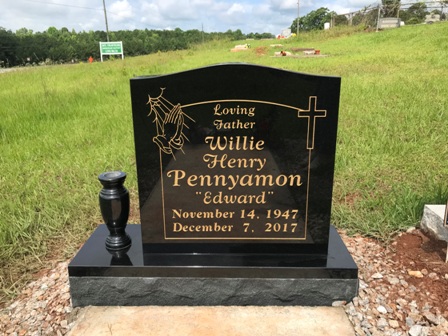 Loving
Father
Willie
Henry
Pennyamon
"Edward"
November 14, 1947
December 7, 2017